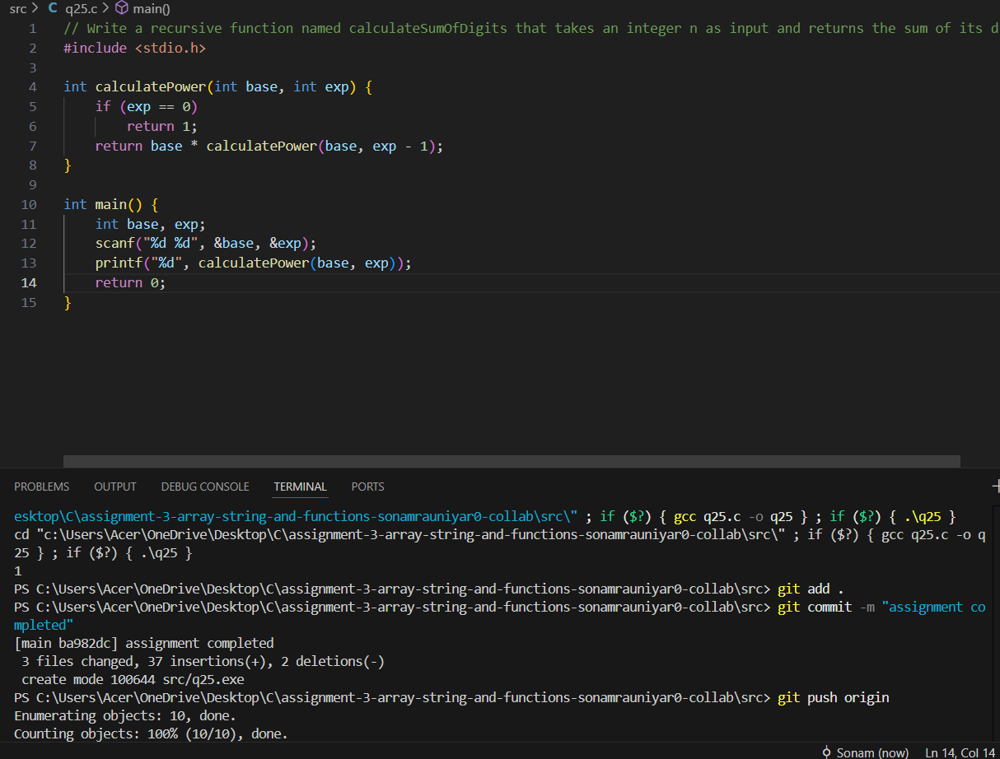 src > C q25.c > main()
1 // Write a recursive function named calculateSumOfDigits that takes an integer n as input and returns the sum of its d
2 #include <stdio.h>
3
4 int calculatePower(int base, int exp) {
5     if (exp == 0)
6         return 1;
7     return base * calculatePower(base, exp - 1);
8 }
9
10 int main() {
11     int base, exp;
12     scanf("%d %d", &base, &exp);
13     printf("%d", calculatePower(base, exp));
14     return 0;
15 }
PROBLEMS OUTPUT DEBUG CONSOLE TERMINAL PORTS
esktop\C\assignment-3-array-string-and-functions-sonamrauniyar0-collab\src\" ; if ($?) { gcc q25.c -o q25 } ; if ($?) { .\q25 }
cd "c:\Users\Acer\OneDrive\Desktop\C\assignment-3-array-string-and-functions-sonamrauniyar0-collab\src\" ; if ($?) { gcc q25.c -o q
25 } ; if ($?) { .\q25 }
1
PS C:\Users\Acer\OneDrive\Desktop\C\assignment-3-array-string-and-functions-sonamrauniyar0-collab\src> git add .
PS C:\Users\Acer\OneDrive\Desktop\C\assignment-3-array-string-and-functions-sonamrauniyar0-collab\src> git commit -m "assignment co
mpleted"
[main ba982dc] assignment completed
 3 files changed, 37 insertions(+), 2 deletions(-)
 create mode 100644 src/q25.exe
PS C:\Users\Acer\OneDrive\Desktop\C\assignment-3-array-string-and-functions-sonamrauniyar0-collab\src> git push origin
Enumerating objects: 10, done.
Counting objects: 100% (10/10), done.
Sonam (now) Ln 14, Col 14